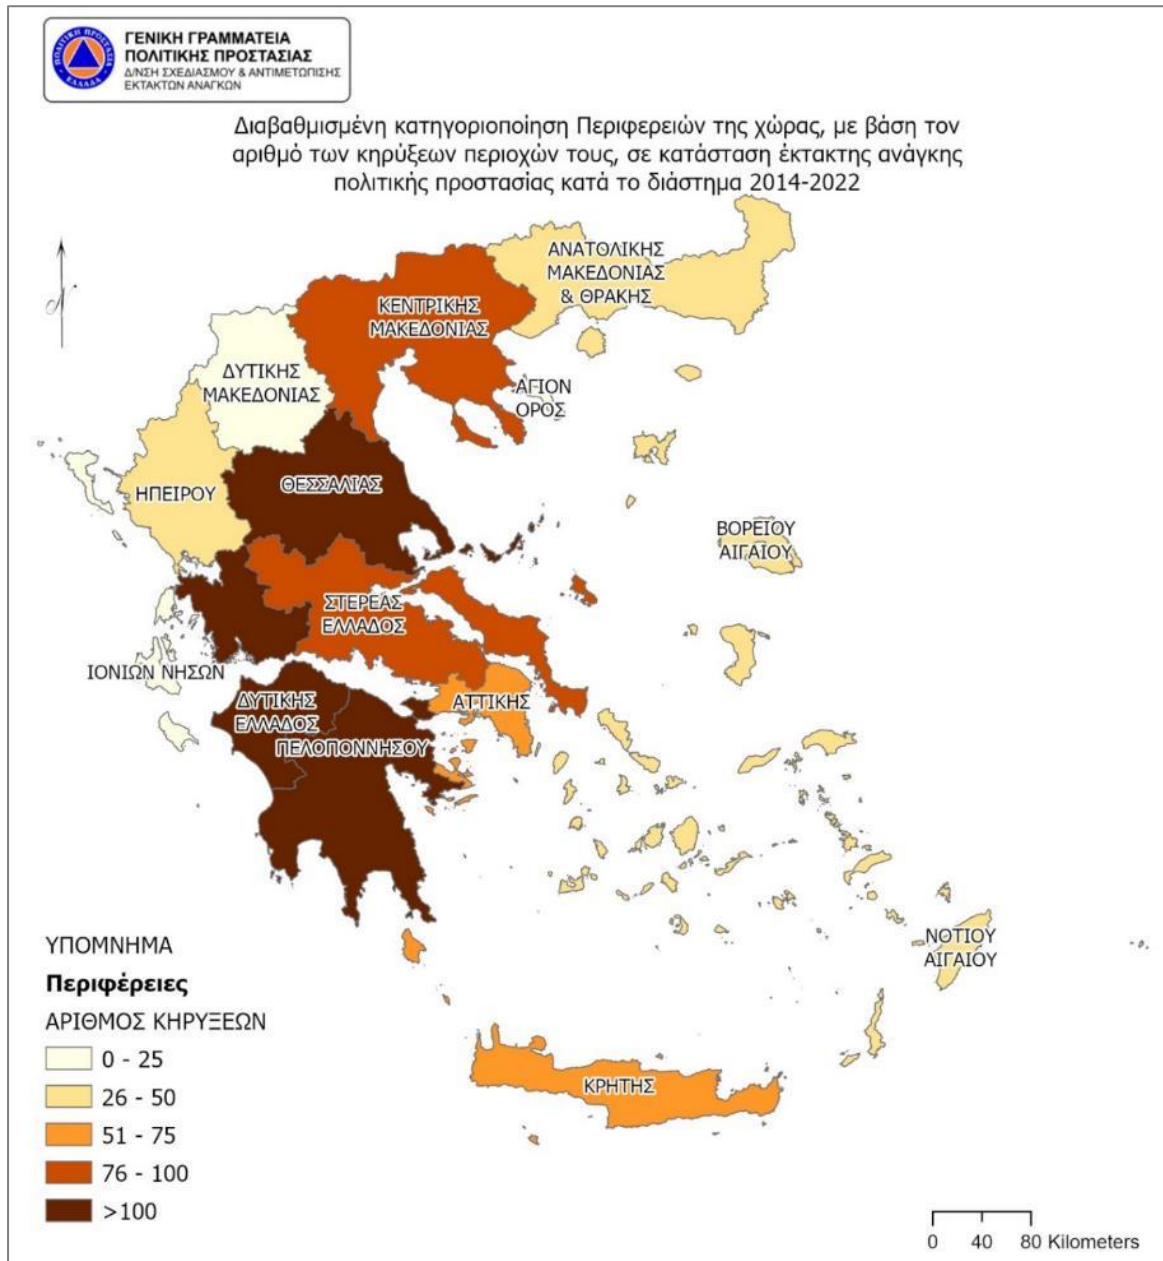 ΓΕΝΙΚΗ ΓΡΑΜΜΑΤΕΙΑ
ΠΟΛΙΤΙΚΗΣ ΠΡΟΣΤΑΣΙΑΣ
Δ/ΝΣΗ ΣΧΕΔΙΑΣΜΟΥ & ΑΝΤΙΜΕΤΩΠΙΣΗΣ
ΕΚΤΑΚΤΩΝ ΑΝΑΓΚΩΝ
ΠΟΛΙΤΙΚΗ ΠΡΟΣΤΑΣΙΑ
ΕΛΛΑΔΑ
Διαβαθμισμένη κατηγοριοποίηση Περιφερειών της χώρας, με βάση τον
αριθμό των κηρύξεων περιοχών τους, σε κατάσταση έκτακτης ανάγκης
πολιτικής προστασίας κατά το διάστημα 2014-2022
N
ΑΝΑΤΟΛΙΚΗΣ
ΜΑΚΕΔΟΝΙΑΣ
& ΘΡΑΚΗΣ
ΚΕΝΤΡΙΚΗΣ
ΜΑΚΕΔΟΝΙΑΣ
ΔΥΤΙΚΗΣ
ΜΑΚΕΔΟΝΙΑΣ
ΑΓΙΟΝ
ΟΡΟΣ
ΗΠΕΙΡΟΥ
ΘΕΣΣΑΛΙΑΣ
ΒΟΡΕΙΟΥ
ΑΙΓΑΙΟΥ
ΣΤΕΡΕΑΣ
ΕΛΛΑΔΟΣ
ΙΟΝΙΩΝ ΝΗΣΩΝ
ΔΥΤΙΚΗΣ
ΕΛΛΑΔΟΣ
ΑΤΤΙΚΗΣ
ΠΕΛΟΠΟΝΝΗΣΟΥ
ΝΟΤΙΟΥ
ΑΙΓΑΙΟΥ
ΚΡΗΤΗΣ
ΥΠΟΜΝΗΜΑ
Περιφέρειες
ΑΡΙΘΜΟΣ ΚΗΡΥΞΕΩΝ
0 - 25
26 - 50
51 - 75
76 - 100
>100
0 40 80 Kilometers